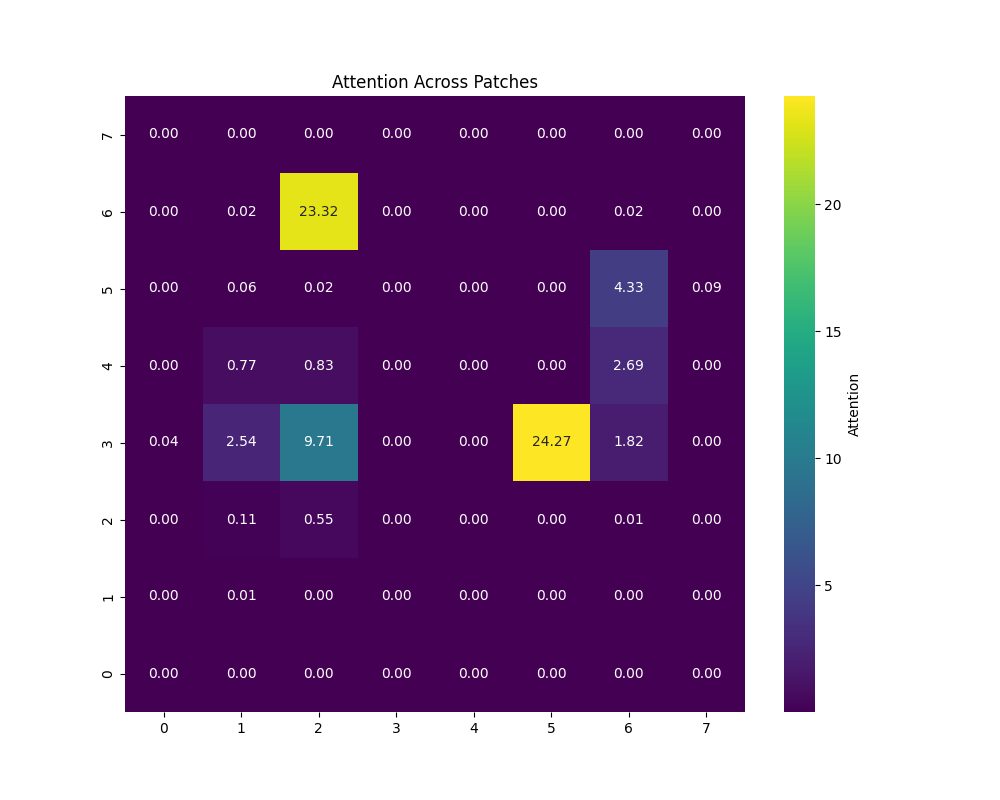 Attention Across Patches
7 0.00 0.00 0.00 0.00 0.00 0.00 0.00 0.00
6 0.00 0.02 23.32 0.00 0.00 0.00 0.02 0.00
20
5 0.00 0.06 0.02 0.00 0.00 0.00 4.33 0.09
15
4 0.00 0.77 0.83 0.00 0.00 0.00 2.69 0.00
Attention
3 0.04 2.54 9.71 0.00 0.00 24.27 1.82 0.00
10
2 0.00 0.11 0.55 0.00 0.00 0.00 0.01 0.00
5
1 0.00 0.01 0.00 0.00 0.00 0.00 0.00 0.00
0 0.00 0.00 0.00 0.00 0.00 0.00 0.00 0.00
0 1 2 3 4 5 6 7